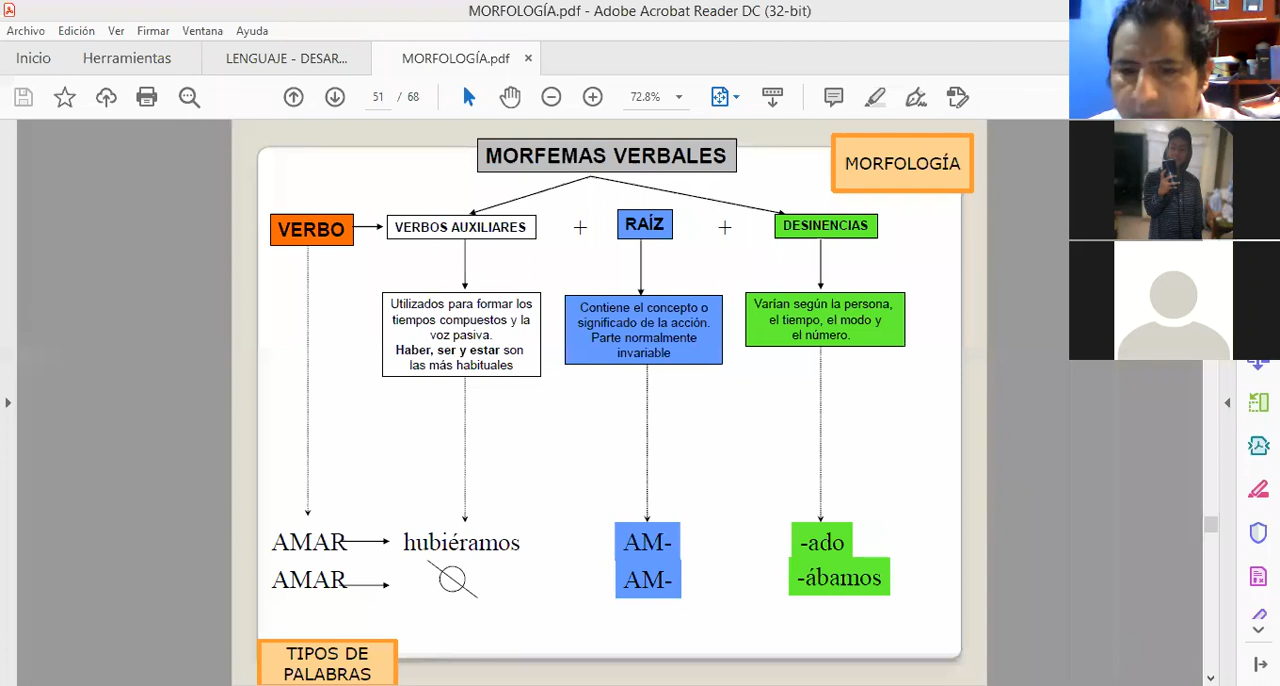 MORFOLOGÍA.pdf - Adobe Acrobat Reader DC (32-bit)
Archivo Edición Ver Firmar Ventana Ayuda
Inicio Herramientas LENGUAJE - DESAR... MORFOLOGÍA.pdf ×
51 / 68 72.8%
MORFEMAS VERBALES
MORFOLOGÍA
VERBO VERBOS AUXILIARES + RAÍZ + DESINENCIAS
Utilizados para formar los
tiempos compuestos y la
voz pasiva.
Haber, ser y estar son
las más habituales
Contiene el concepto o
significado de la acción.
Parte normalmente
invariable
Varían según la persona,
el tiempo, el modo y
el número.
AMAR hubiéramos AM- -ado
AMAR AM- -ábamos
TIPOS DE
PALABRAS